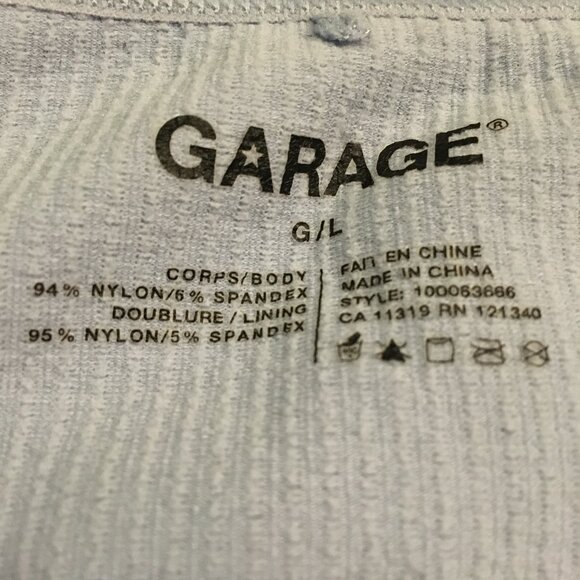 GARAGE®
G/L
CORPS/BODY
94% NYLON/6% SPANDEX
DOUBLURE / LINING
95% NYLON/5% SPANDEX
FAIT EN CHINE
MADE IN CHINA
STYLE: 100063666
CA 11319 RN 121340